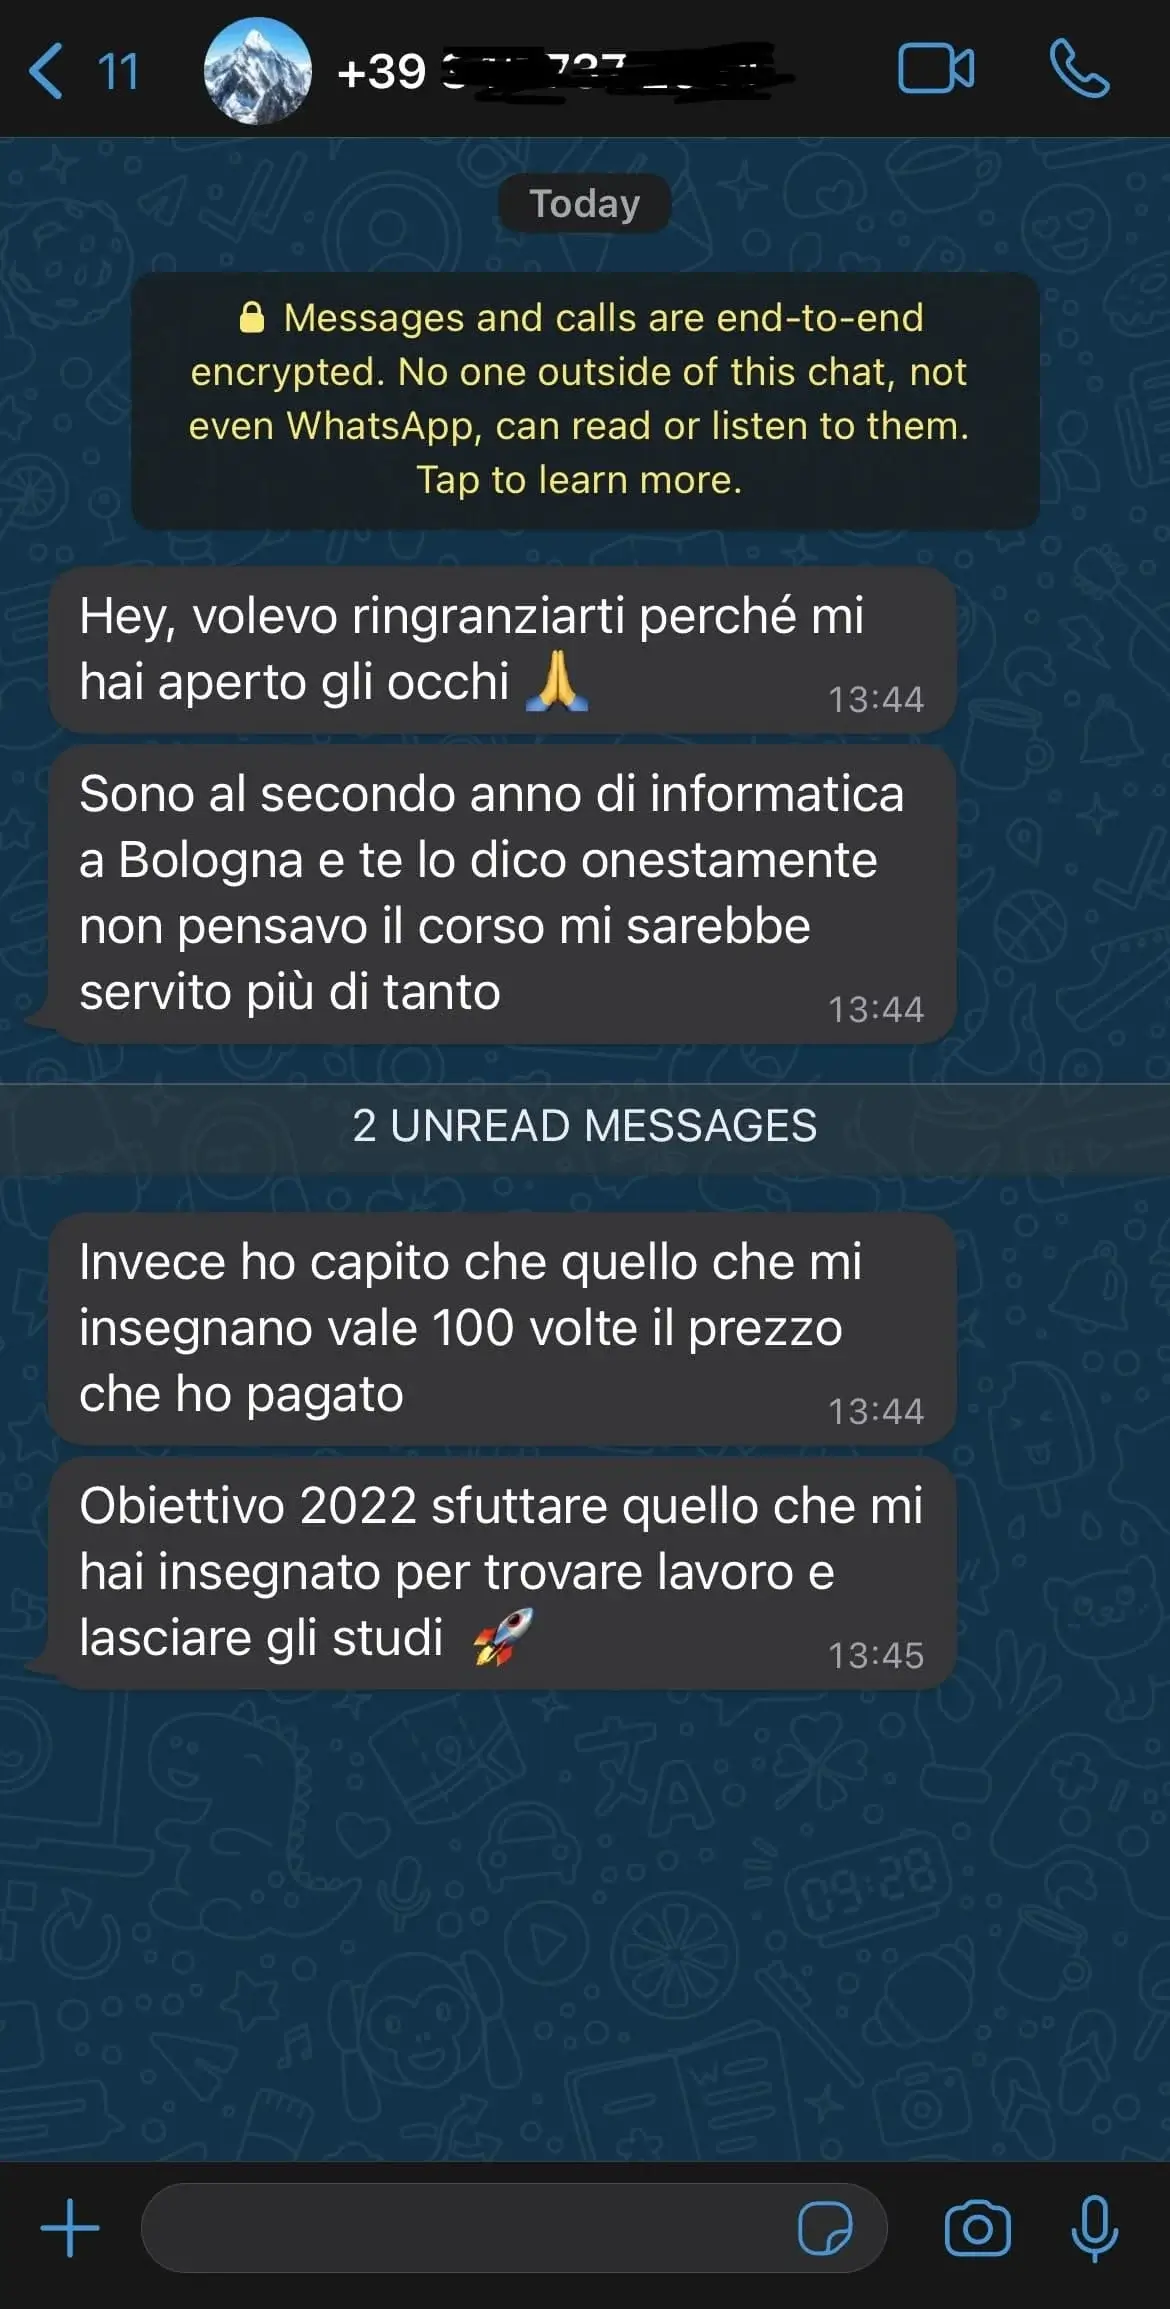 11
+39
Today
Messages and calls are end-to-end
encrypted. No one outside of this chat, not
even WhatsApp, can read or listen to them.
Tap to learn more.
Hey, volevo ringranziarti perché mi
hai aperto gli occhi 🙏
13:44
Sono al secondo anno di informatica
a Bologna e te lo dico onestamente
non pensavo il corso mi sarebbe
servito più di tanto
13:44
2 UNREAD MESSAGES
Invece ho capito che quello che mi
insegnano vale 100 volte il prezzo
che ho pagato
13:44
Obiettivo 2022 sfuttare quello che mi
hai insegnato per trovare lavoro e
lasciare gli studi 🚀
13:45